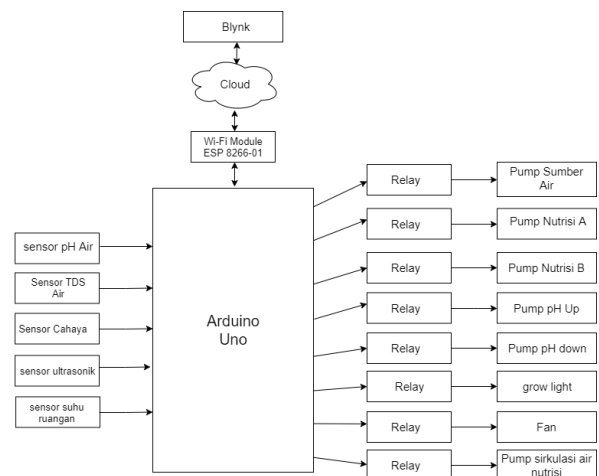 Blynk
Cloud
Wi-Fi Module
ESP 8266-01
sensor pH Air
Sensor TDS
Air
Sensor Cahaya
sensor ultrasonik
sensor suhu
ruangan
Arduino
Uno
Relay
Pump Sumber
Air
Relay
Pump Nutrisi A
Relay
Pump Nutrisi B
Relay
Pump pH Up
Relay
Pump pH down
Relay
grow light
Relay
Fan
Relay
Pump sirkulasi air
nutrisi